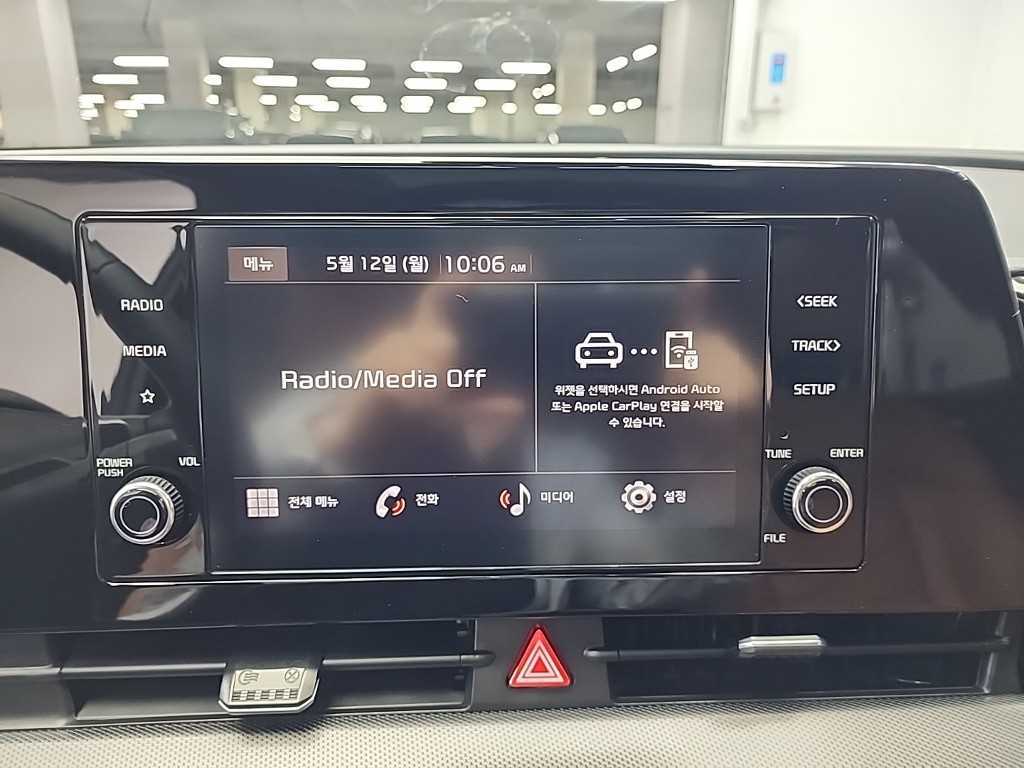 메뉴 5월 12일 (월) 10:06 AM
RADIO
MEDIA
POWER
PUSH
VOL
Radio/Media Off
위젯을 선택하시면 Android Auto
또는 Apple CarPlay 연결을 시작할
수 있습니다.
전체 메뉴 전화 미디어 설정
<SEEK
TRACK>
SETUP
TUNE
ENTER
FILE